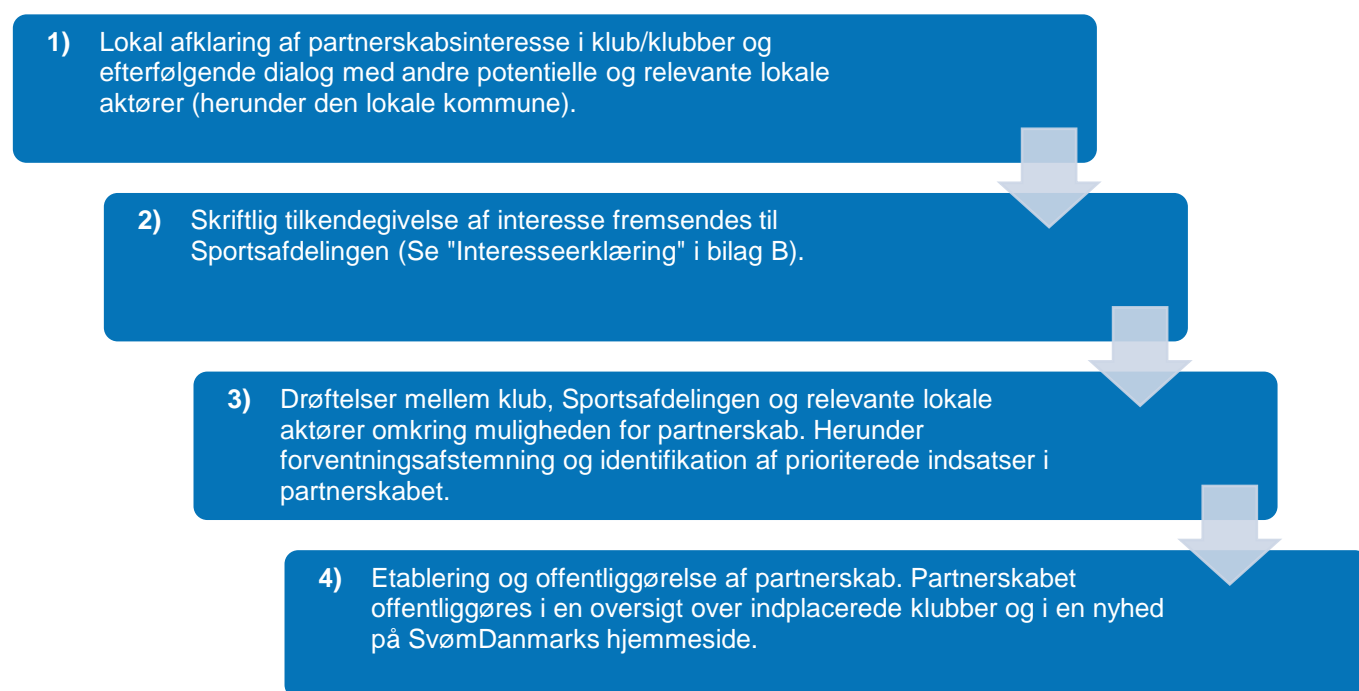 1) Lokal afklaring af partnerskabsinteresse i klub/klubber og
efterfølgende dialog med andre potentielle og relevante lokale
aktører (herunder den lokale kommune).
2) Skriftlig tilkendegivelse af interesse fremsendes til
Sportsafdelingen (Se "Interesseerklæring" i bilag B).
3) Drøftelser mellem klub, Sportsafdelingen og relevante lokale
aktører omkring muligheden for partnerskab. Herunder
forventningsafstemning og identifikation af prioriterede indsatser i
partnerskabet.
4) Etablering og offentliggørelse af partnerskab. Partnerskabet
offentliggøres i en oversigt over indplacerede klubber og i en nyhed
på SvømDanmarks hjemmeside.